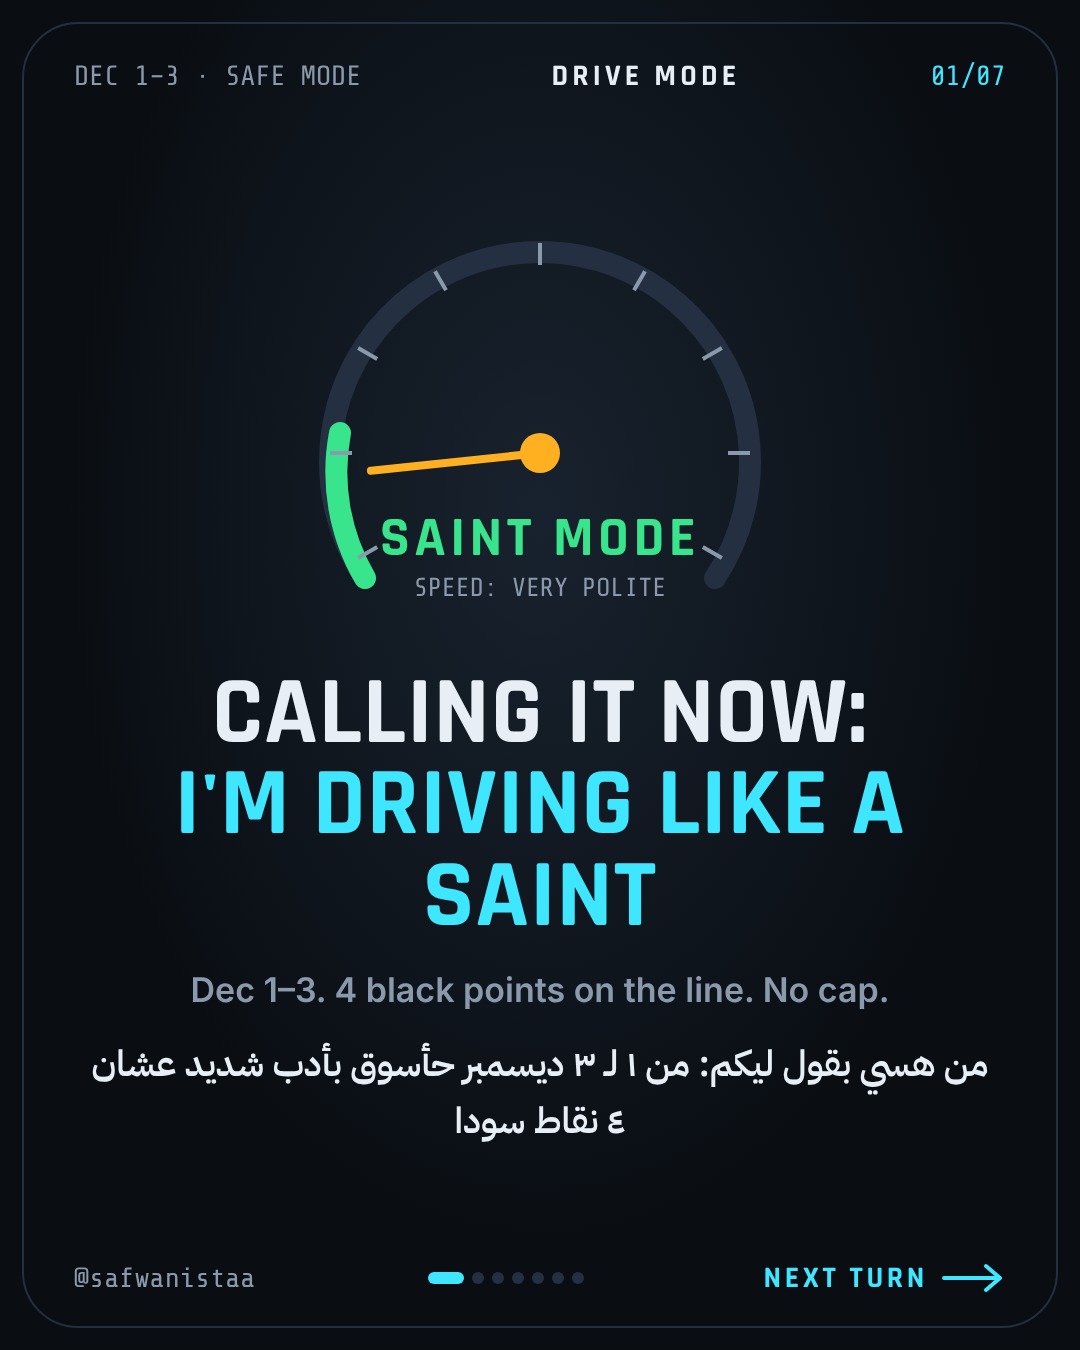 DEC 1–3 · SAFE MODE
DRIVE MODE
01/07
SAINT MODE
SPEED: VERY POLITE
CALLING IT NOW:
I'M DRIVING LIKE A
SAINT
Dec 1–3. 4 black points on the line. No cap.
من هسي بقول ليكم: من ١ لـ ٣ ديسمبر حأسوق بأدب شديد عشان
٤ نقاط سودا
@safwanistaa
NEXT TURN